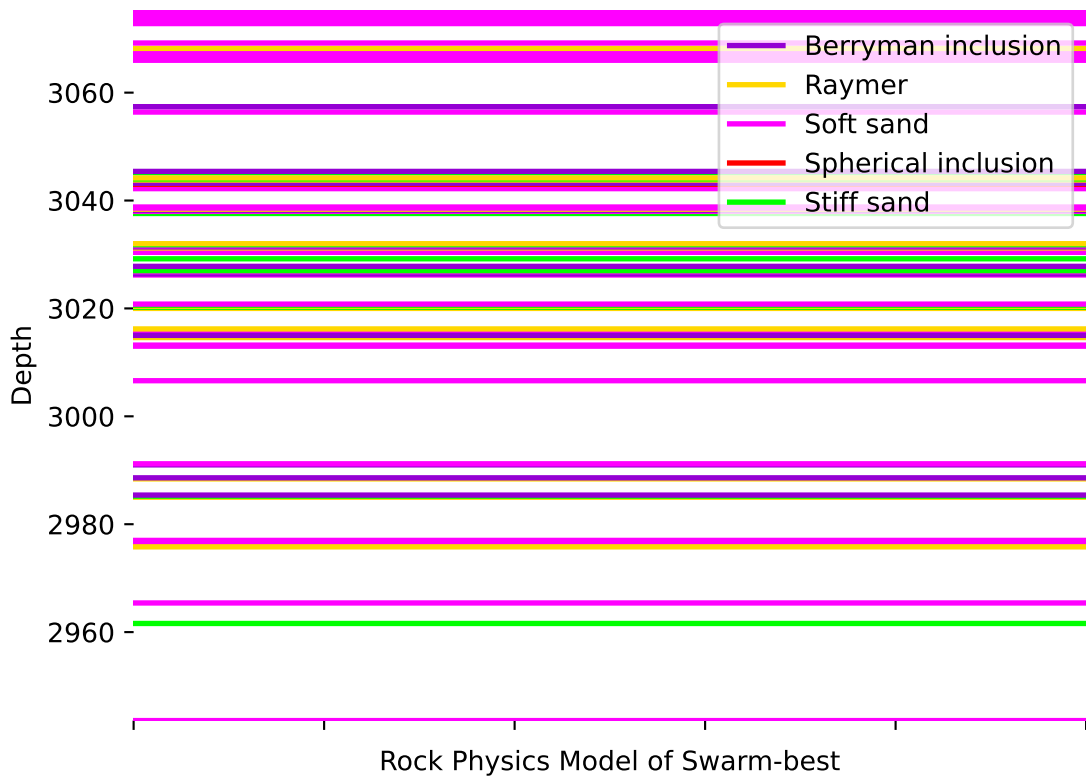 Berryman inclusion
Raymer
Soft sand
Spherical inclusion
Stiff sand
3060
3040
3020
3000
2980
2960
Depth
Rock Physics Model of Swarm-best